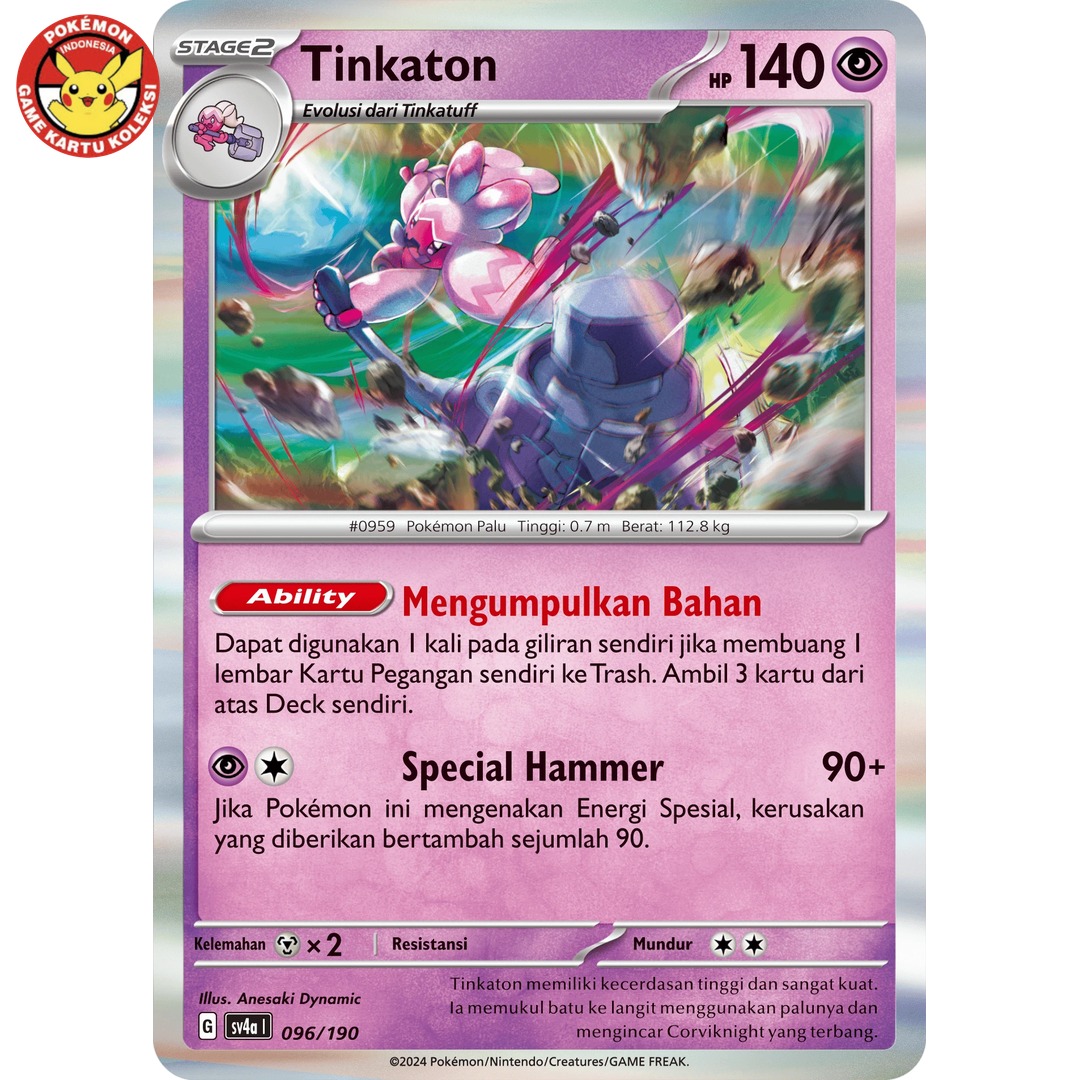 POKÉMON
INDONESIA
GAME KARTU KOLEKSI
STAGE2
Tinkaton
HP 140
Evolusi dari Tinkatuff
#0959 Pokémon Palu Tinggi: 0.7 m Berat: 112.8 kg
Ability Mengumpulkan Bahan
Dapat digunakan 1 kali pada giliran sendiri jika membuang 1
lembar Kartu Pegangan sendiri ke Trash. Ambil 3 kartu dari
atas Deck sendiri.
Special Hammer 90+
Jika Pokémon ini mengenakan Energi Spesial, kerusakan
yang diberikan bertambah sejumlah 90.
Kelemahan ×2 Resistansi Mundur
Illus. Anesaki Dynamic
G sv4a I 096/190
Tinkaton memiliki kecerdasan tinggi dan sangat kuat.
Ia memukul batu ke langit menggunakan palunya dan
mengincar Corviknight yang terbang.
©2024 Pokémon/Nintendo/Creatures/GAME FREAK.